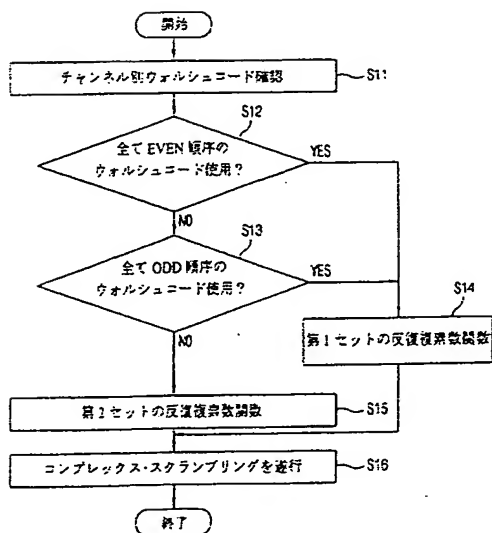 開始
チャンネル別ウォルシュコード確認
S11
S12
全て EVEN 順序の
ウォルシュコード使用?
YES
NO
S13
全て ODD 順序の
ウォルシュコード使用?
YES
NO
S14
第1セットの反復複素数関数
第2セットの反復複素数関数
S15
コンプレックス・スクランブリングを遂行
S16
終了